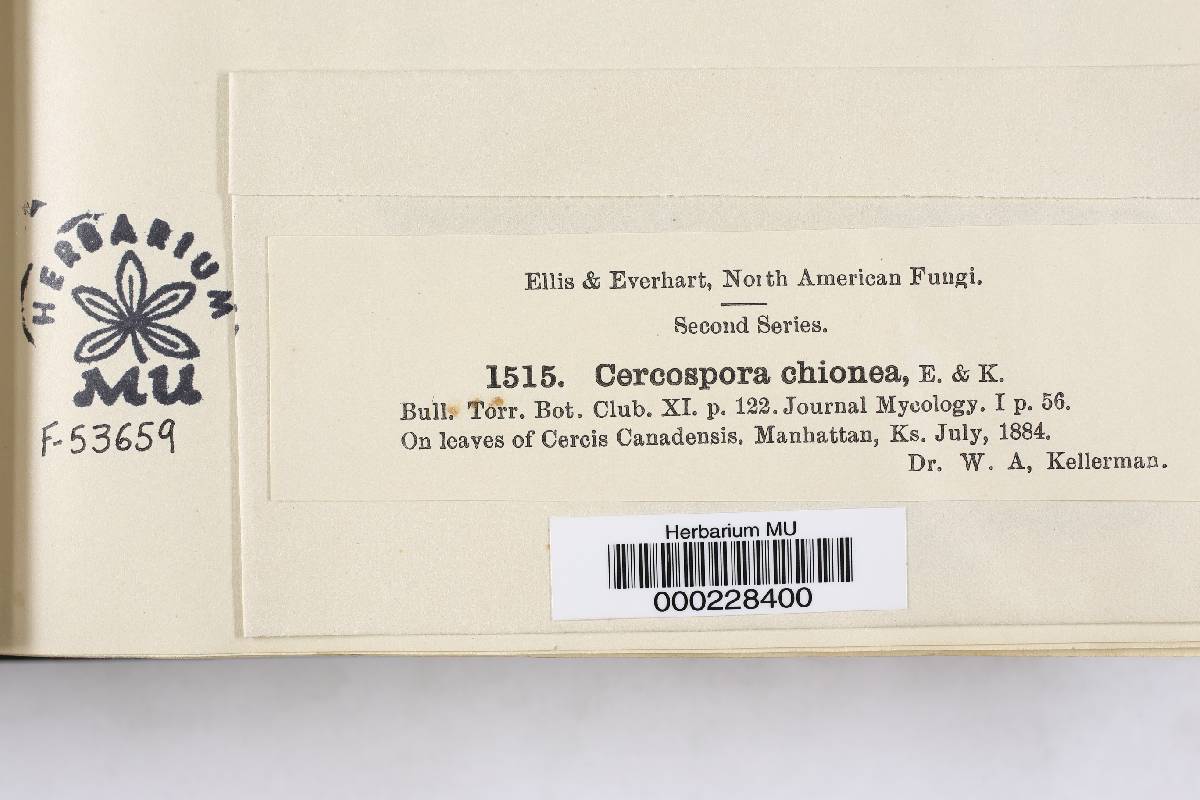 HERBARIUM
MU
F-53659
Ellis & Everhart, North American Fungi.
Second Series.
1515. Cercospora chionea, E. & K.
Bull. Torr. Bot. Club. XI. p. 122. Journal Mycology. I p. 56.
On leaves of Cercis Canadensis. Manhattan, Ks. July, 1884.
Dr. W. A, Kellerman.
Herbarium MU
000228400